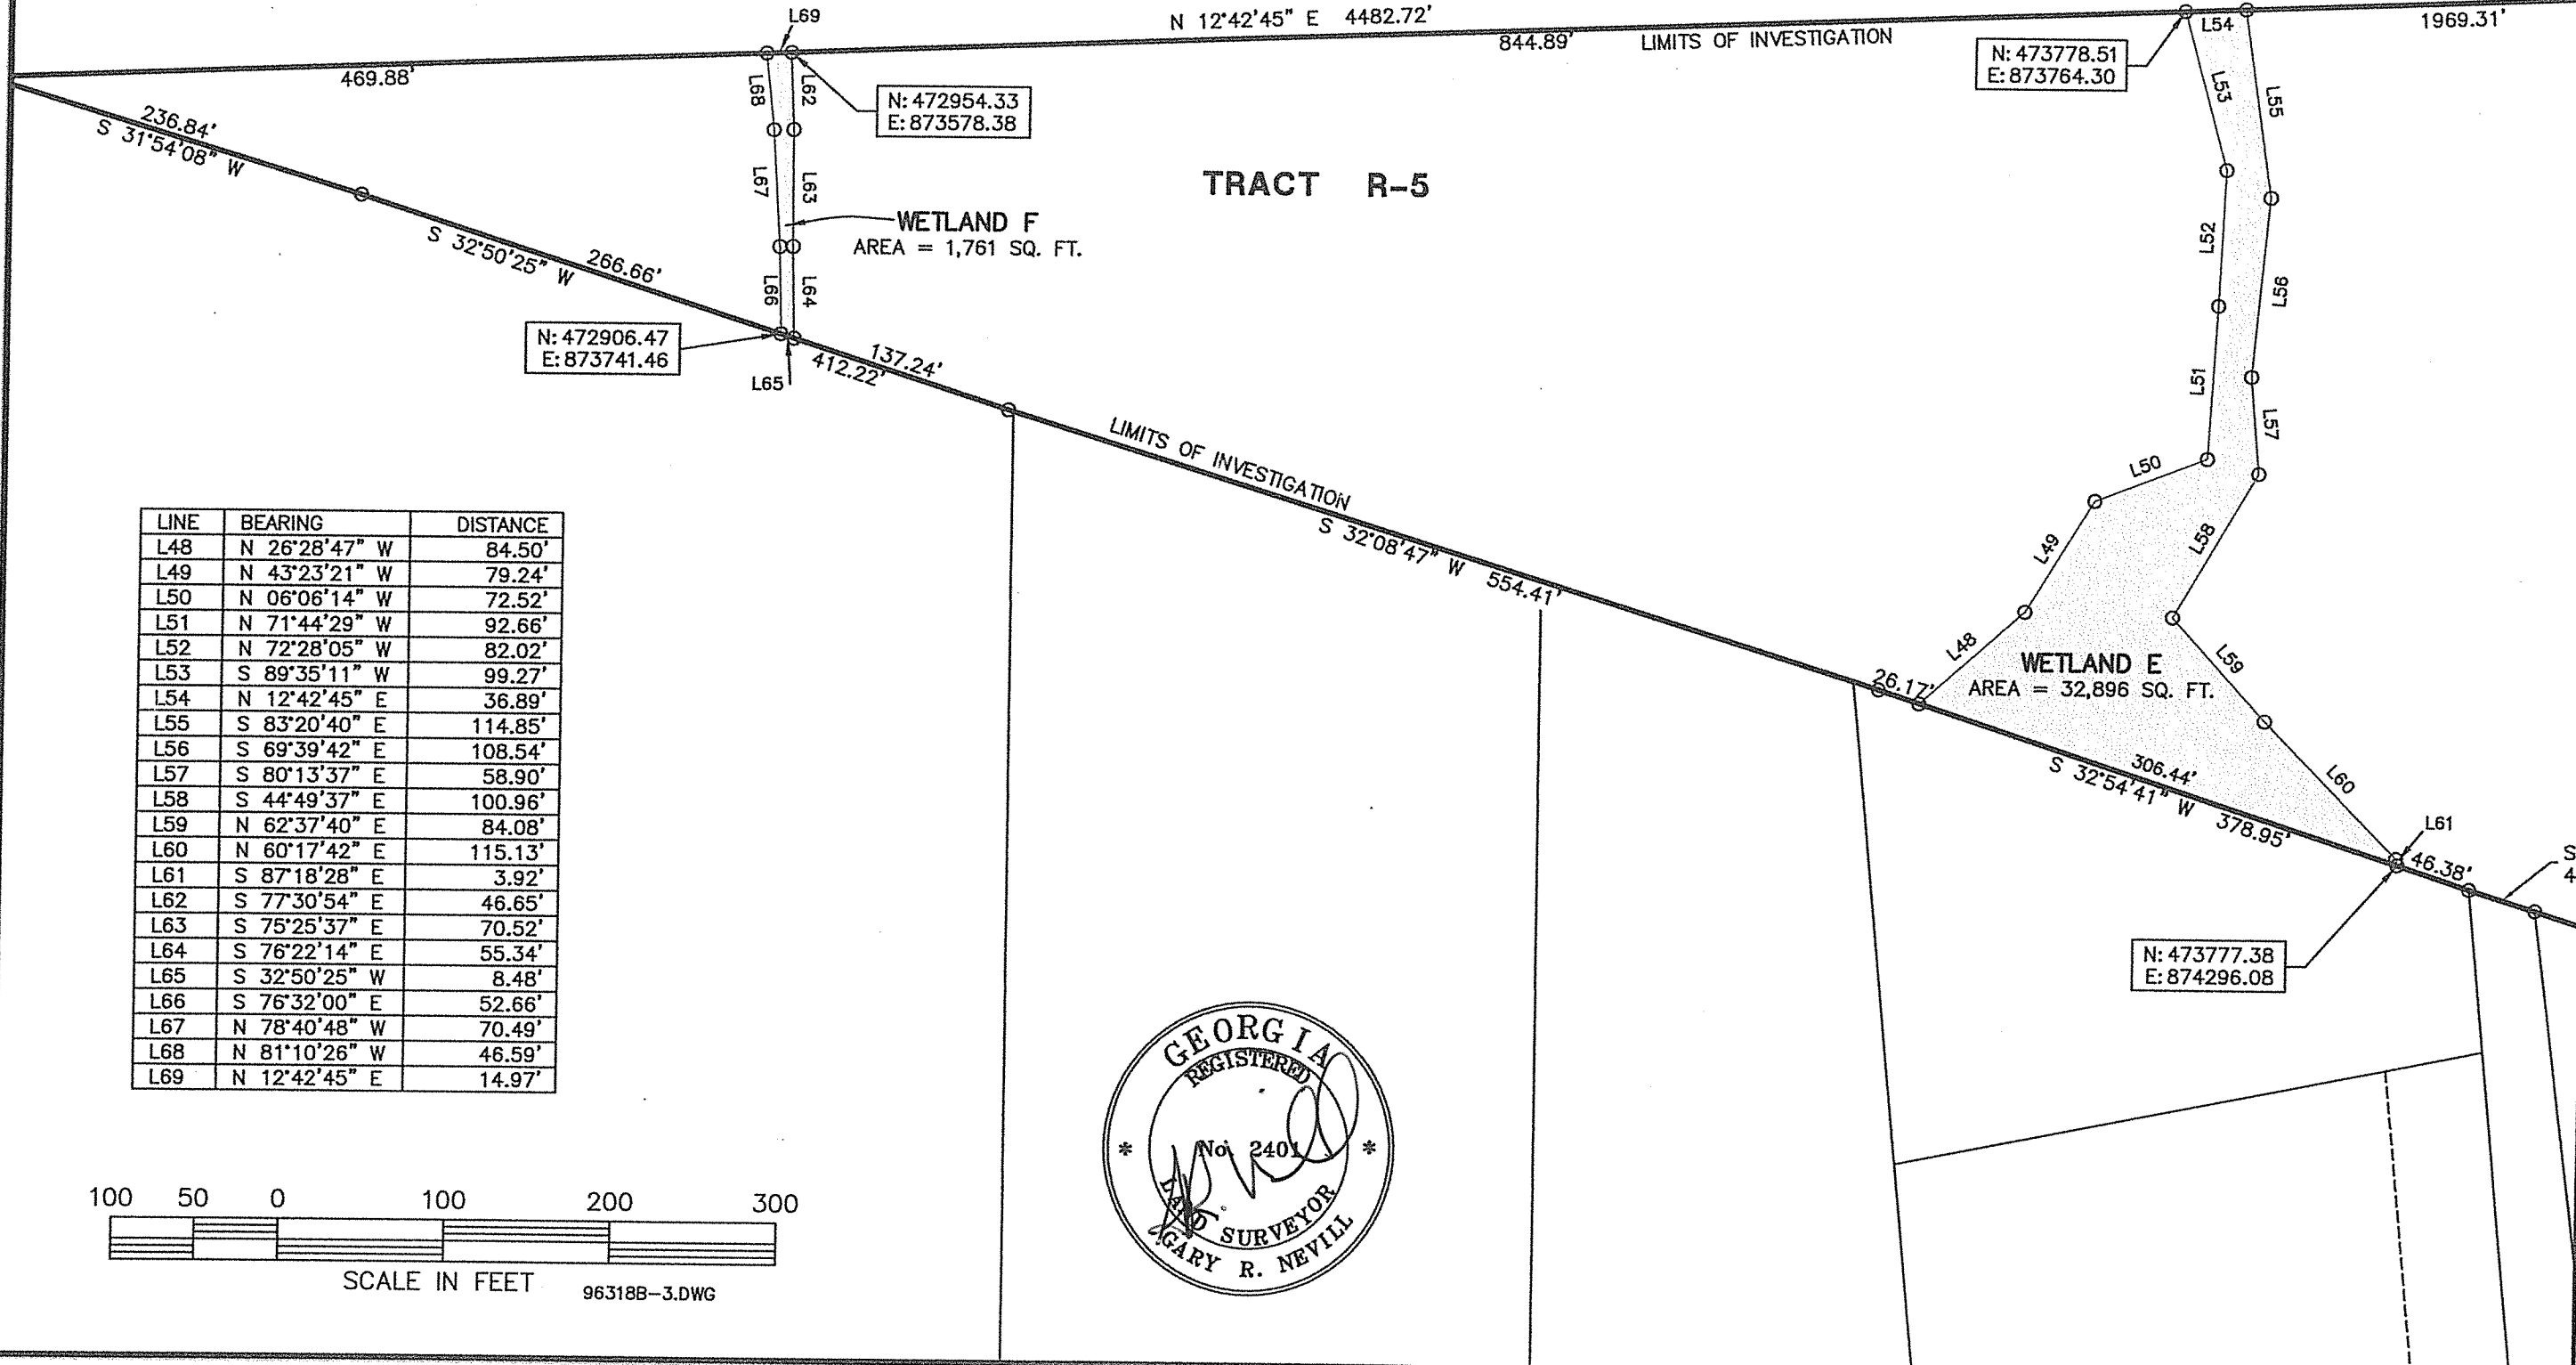 L69
N 12°42'45" E 4482.72'
844.89'
LIMITS OF INVESTIGATION
L54
1969.31'
469.88'
N: 473778.51
E: 873764.30
N: 472954.33
E: 873578.38
L68
L62
L53
L55
236.84'
S 31°54'08" W
TRACT R-5
L67
L63
WETLAND F
AREA = 1,761 SQ. FT.
S 32°50'25" W
266.66'
L52
L56
L66
L64
N: 472906.47
E: 873741.46
L65
137.24'
412.22'
L51
L57
LIMITS OF INVESTIGATION
S 32°08'47" W 554.41'
L50
L49
L58
L48
26.17'
WETLAND E
AREA = 32,896 SQ. FT.
L59
L60
306.44'
S 32°54'41" W 378.95'
L61
46.38'
S
4
N: 473777.38
E: 874296.08
LINE BEARING DISTANCE
L48 N 26°28'47" W 84.50'
L49 N 43°23'21" W 79.24'
L50 N 06°06'14" W 72.52'
L51 N 71°44'29" W 92.66'
L52 N 72°28'05" W 82.02'
L53 S 89°35'11" W 99.27'
L54 N 12°42'45" E 36.89'
L55 S 83°20'40" E 114.85'
L56 S 69°39'42" E 108.54'
L57 S 80°13'37" E 58.90'
L58 S 44°49'37" E 100.96'
L59 N 62°37'40" E 84.08'
L60 N 60°17'42" E 115.13'
L61 S 87°18'28" E 3.92'
L62 S 77°30'54" E 46.65'
L63 S 75°25'37" E 70.52'
L64 S 76°22'14" E 55.34'
L65 S 32°50'25" W 8.48'
L66 S 76°32'00" E 52.66'
L67 N 78°40'48" W 70.49'
L68 N 81°10'26" W 46.59'
L69 N 12°42'45" E 14.97'
GEORGIA
REGISTERED
* No. 2401 *
LAND SURVEYOR
GARY R. NEVILL
100 50 0 100 200 300
SCALE IN FEET
96318B-3.DWG